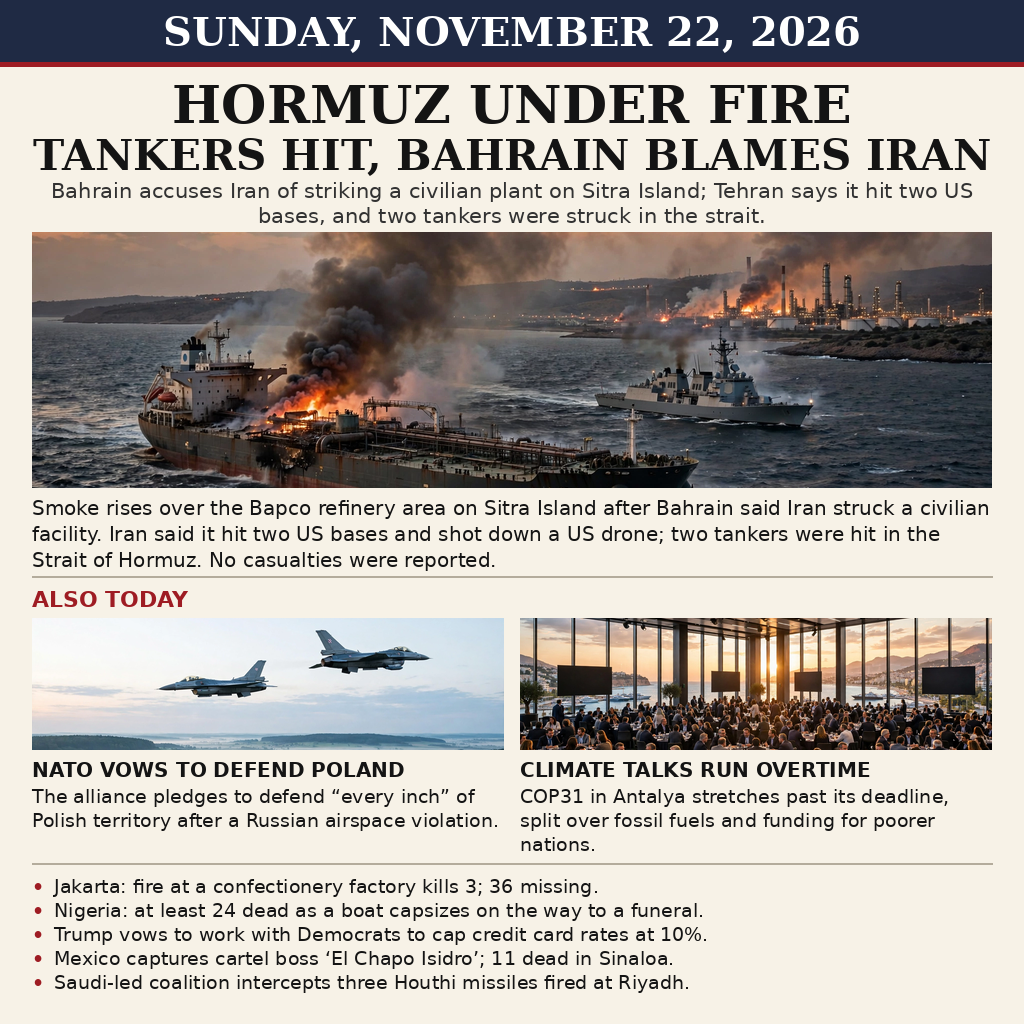 SUNDAY, NOVEMBER 22, 2026
HORMUZ UNDER FIRE
TANKERS HIT, BAHRAIN BLAMES IRAN
Bahrain accuses Iran of striking a civilian plant on Sitra Island; Tehran says it hit two US
bases, and two tankers were struck in the strait.
Smoke rises over the Bapco refinery area on Sitra Island after Bahrain said Iran struck a civilian
facility. Iran said it hit two US bases and shot down a US drone; two tankers were hit in the
Strait of Hormuz. No casualties were reported.
ALSO TODAY
NATO VOWS TO DEFEND POLAND
The alliance pledges to defend “every inch” of
Polish territory after a Russian airspace violation.
CLIMATE TALKS RUN OVERTIME
COP31 in Antalya stretches past its deadline,
split over fossil fuels and funding for poorer
nations.
• Jakarta: fire at a confectionery factory kills 3; 36 missing.
• Nigeria: at least 24 dead as a boat capsizes on the way to a funeral.
• Trump vows to work with Democrats to cap credit card rates at 10%.
• Mexico captures cartel boss ‘El Chapo Isidro’; 11 dead in Sinaloa.
• Saudi-led coalition intercepts three Houthi missiles fired at Riyadh.